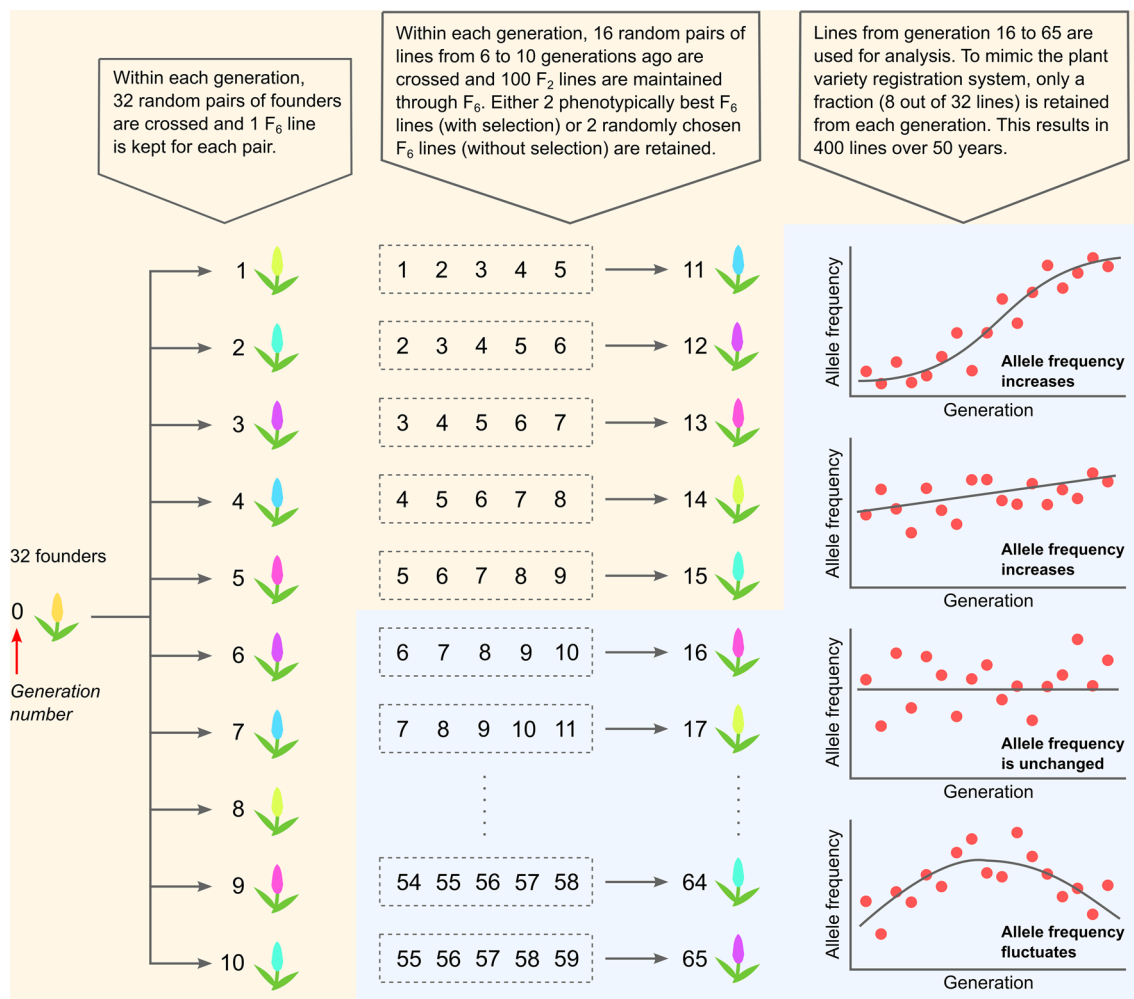 Within each generation,
32 random pairs of founders
are crossed and 1 F6 line
is kept for each pair.
Within each generation, 16 random pairs of
lines from 6 to 10 generations ago are
crossed and 100 F2 lines are maintained
through F6. Either 2 phenotypically best F6
lines (with selection) or 2 randomly chosen
F6 lines (without selection) are retained.
Lines from generation 16 to 65 are
used for analysis. To mimic the plant
variety registration system, only a
fraction (8 out of 32 lines) is retained
from each generation. This results in
400 lines over 50 years.
32 founders
0
Generation
number
1
2
3
4
5
6
7
8
9
10
1 2 3 4 5 11
2 3 4 5 6 12
3 4 5 6 7 13
4 5 6 7 8 14
5 6 7 8 9 15
6 7 8 9 10 16
7 8 9 10 11 17
54 55 56 57 58 64
55 56 57 58 59 65
Allele frequency
Allele frequency
increases
Generation
Allele frequency
Allele frequency
increases
Generation
Allele frequency
Allele frequency
is unchanged
Generation
Allele frequency
Allele frequency
fluctuates
Generation